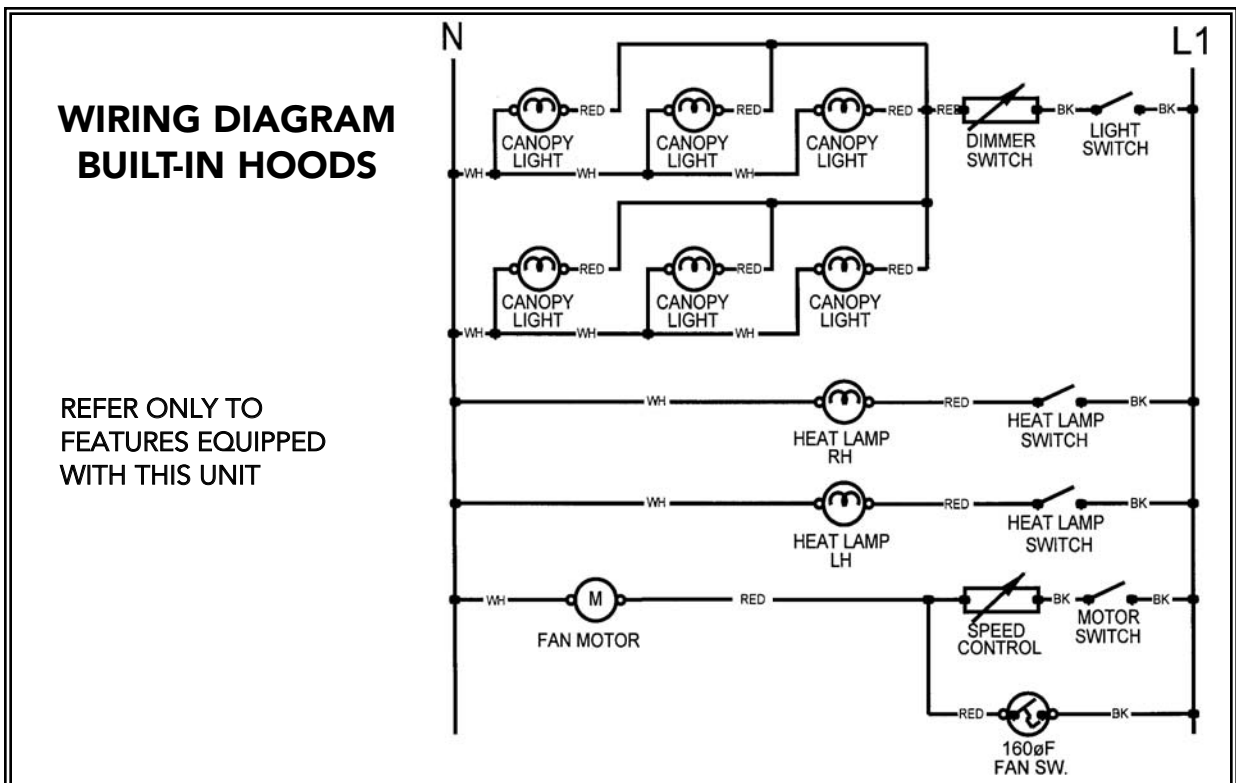 N
L1
WIRING DIAGRAM
BUILT-IN HOODS
RED
RED
RED
RED
BK
BK
CANOPY
LIGHT
CANOPY
LIGHT
CANOPY
LIGHT
DIMMER
SWITCH
LIGHT
SWITCH
WH
WH
WH
RED
RED
RED
CANOPY
LIGHT
CANOPY
LIGHT
CANOPY
LIGHT
WH
WH
WH
REFER ONLY TO
FEATURES EQUIPPED
WITH THIS UNIT
WH
RED
BK
HEAT LAMP
RH
HEAT LAMP
SWITCH
WH
RED
BK
HEAT LAMP
LH
HEAT LAMP
SWITCH
WH
M
RED
BK
BK
FAN MOTOR
SPEED
CONTROL
MOTOR
SWITCH
RED
BK
160øF
FAN SW.